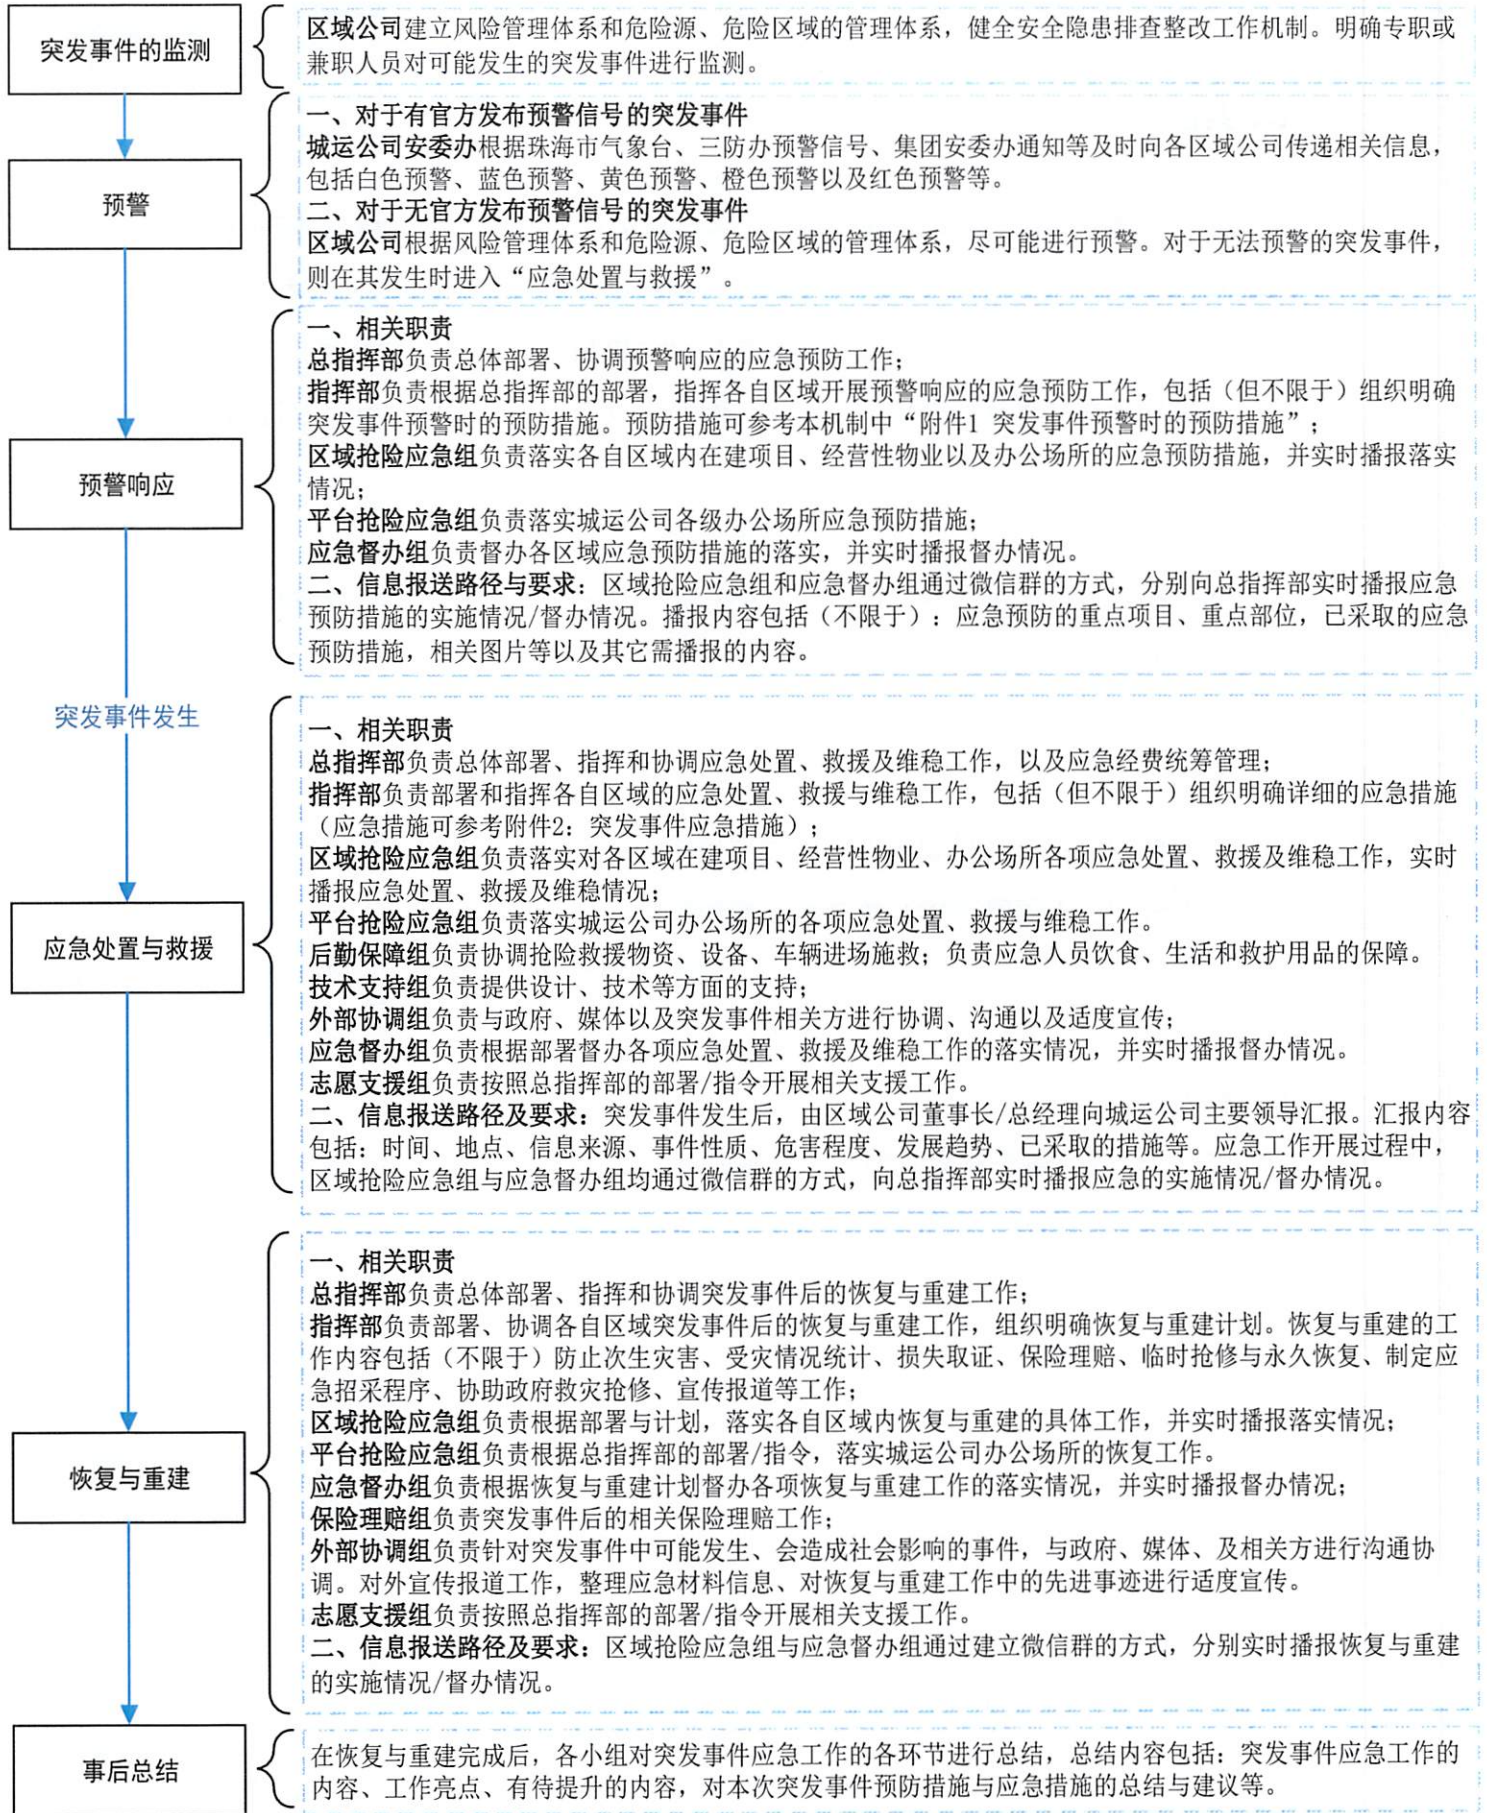 突发事件的监测
区域公司建立风险管理体系和危险源、危险区域的管理体系，健全安全隐患排查整改工作机制。明确专职或
兼职人员对可能发生的突发事件进行监测。
预警
一、对于有官方发布预警信号的突发事件
城运公司安委办根据珠海市气象台、三防办预警信号、集团安委办通知等及时向各区域公司传递相关信息，
包括白色预警、蓝色预警、黄色预警、橙色预警以及红色预警等。
二、对于无官方发布预警信号的突发事件
区域公司根据风险管理体系和危险源、危险区域的管理体系，尽可能进行预警。对于无法预警的突发事件，
则在其发生时进入“应急处置与救援”。
预警响应
一、相关职责
总指挥部负责总体部署、协调预警响应的应急预防工作；
指挥部负责根据总指挥部的部署，指挥各自区域开展预警响应的应急预防工作，包括（但不限于）组织明确
突发事件预警时的预防措施。预防措施可参考本机制中“附件1 突发事件预警时的预防措施”；
区域抢险应急组负责落实各自区域内在建项目、经营性物业以及办公场所的应急预防措施，并实时播报落实
情况；
平台抢险应急组负责落实城运公司各级办公场所应急预防措施；
应急督办组负责督办各区域应急预防措施的落实，并实时播报督办情况。
二、信息报送路径与要求：区域抢险应急组和应急督办组通过微信群的方式，分别向总指挥部实时播报应急
预防措施的实施情况/督办情况。播报内容包括（不限于）：应急预防的重点项目、重点部位，已采取的应急
预防措施，相关图片等以及其它需播报的内容。
突发事件发生
应急处置与救援
一、相关职责
总指挥部负责总体部署、指挥和协调应急处置、救援及维稳工作，以及应急经费统筹管理；
指挥部负责部署和指挥各自区域的应急处置、救援与维稳工作，包括（但不限于）组织明确详细的应急措施
（应急措施可参考附件2：突发事件应急措施）；
区域抢险应急组负责落实对各区域在建项目、经营性物业、办公场所各项应急处置、救援及维稳工作，实时
播报应急处置、救援及维稳情况；
平台抢险应急组负责落实城运公司办公场所的各项应急处置、救援与维稳工作。
后勤保障组负责协调抢险救援物资、设备、车辆进场施救；负责应急人员饮食、生活和救护用品的保障。
技术支持组负责提供设计、技术等方面的支持；
外部协调组负责与政府、媒体以及突发事件相关方进行协调、沟通以及适度宣传；
应急督办组负责根据部署督办各项应急处置、救援及维稳工作的落实情况，并实时播报督办情况。
志愿支援组负责按照总指挥部的部署/指令开展相关支援工作。
二、信息报送路径及要求：突发事件发生后，由区域公司董事长/总经理向城运公司主要领导汇报。汇报内容
包括：时间、地点、信息来源、事件性质、危害程度、发展趋势、已采取的措施等。应急工作开展过程中，
区域抢险应急组与应急督办组均通过微信群的方式，向总指挥部实时播报应急的实施情况/督办情况。
恢复与重建
一、相关职责
总指挥部负责总体部署、指挥和协调突发事件后的恢复与重建工作；
指挥部负责部署、协调各自区域突发事件后的恢复与重建工作，组织明确恢复与重建计划。恢复与重建的工
作内容包括（不限于）防止次生灾害、受灾情况统计、损失取证、保险理赔、临时抢修与永久恢复、制定应
急招采程序、协助政府救灾抢修、宣传报道等工作；
区域抢险应急组负责根据部署与计划，落实各自区域内恢复与重建的具体工作，并实时播报落实情况；
平台抢险应急组负责根据总指挥部的部署/指令，落实城运公司办公场所的恢复工作。
应急督办组负责根据恢复与重建计划督办各项恢复与重建工作的落实情况，并实时播报督办情况；
保险理赔组负责突发事件后的相关保险理赔工作；
外部协调组负责针对突发事件中可能发生、会造成社会影响的事件，与政府、媒体、及相关方进行沟通协
调。对外宣传报道工作，整理应急材料信息、对恢复与重建工作中的先进事迹进行适度宣传。
志愿支援组负责按照总指挥部的部署/指令开展相关支援工作。
二、信息报送路径及要求：区域抢险应急组与应急督办组通过建立微信群的方式，分别实时播报恢复与重建
的实施情况/督办情况。
事后总结
在恢复与重建完成后，各小组对突发事件应急工作的各环节进行总结，总结内容包括：突发事件应急工作的
内容、工作亮点、有待提升的内容，对本次突发事件预防措施与应急措施的总结与建议等。